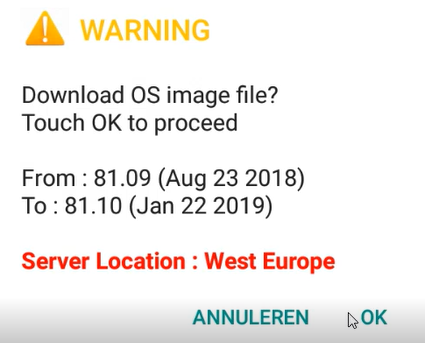 WARNING
Download OS image file?
Touch OK to proceed
From : 81.09 (Aug 23 2018)
To : 81.10 (Jan 22 2019)
Server Location : West Europe
ANNULEREN OK